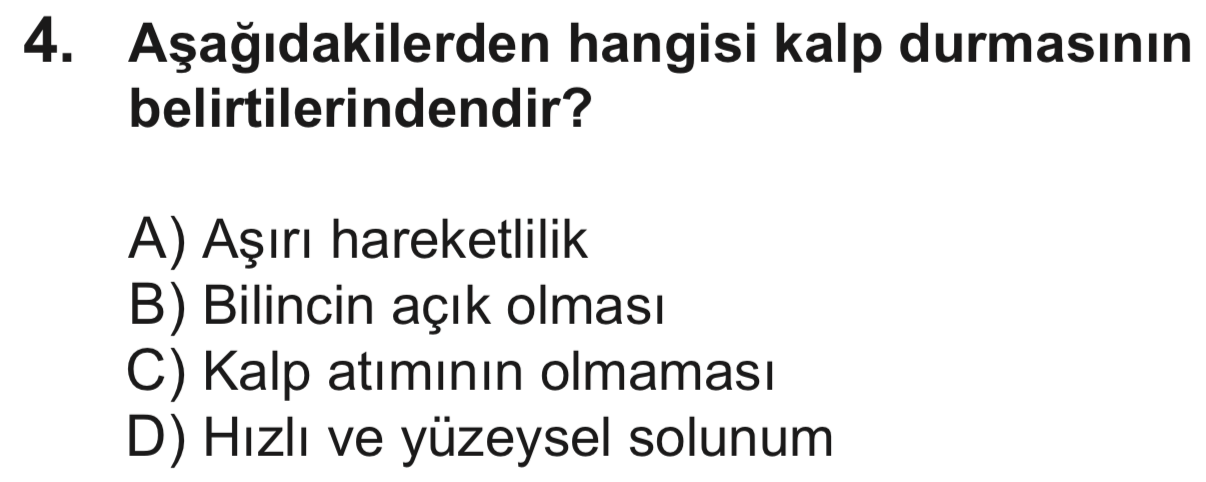 4. Aşağıdakilerden hangisi kalp durmasının
belirtilerindendir?
A) Aşırı hareketlilik
B) Bilincin açık olması
C) Kalp atımının olmaması
D) Hızlı ve yüzeysel solunum